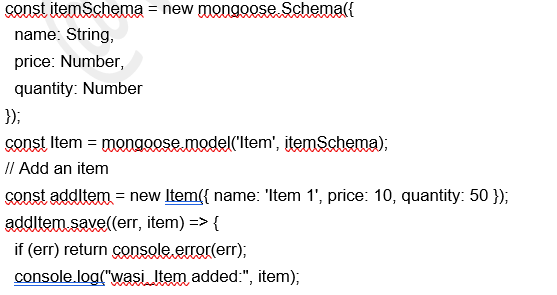 const itemSchema = new mongoose.Schema({
name: String,
price: Number,
quantity: Number
});
const Item = mongoose.model('Item', itemSchema);
// Add an item
const addItem = new Item({ name: 'Item 1', price: 10, quantity: 50 });
addItem.save((err, item) => {
if (err) return console.error(err);
console.log("wasi_Item added:", item);